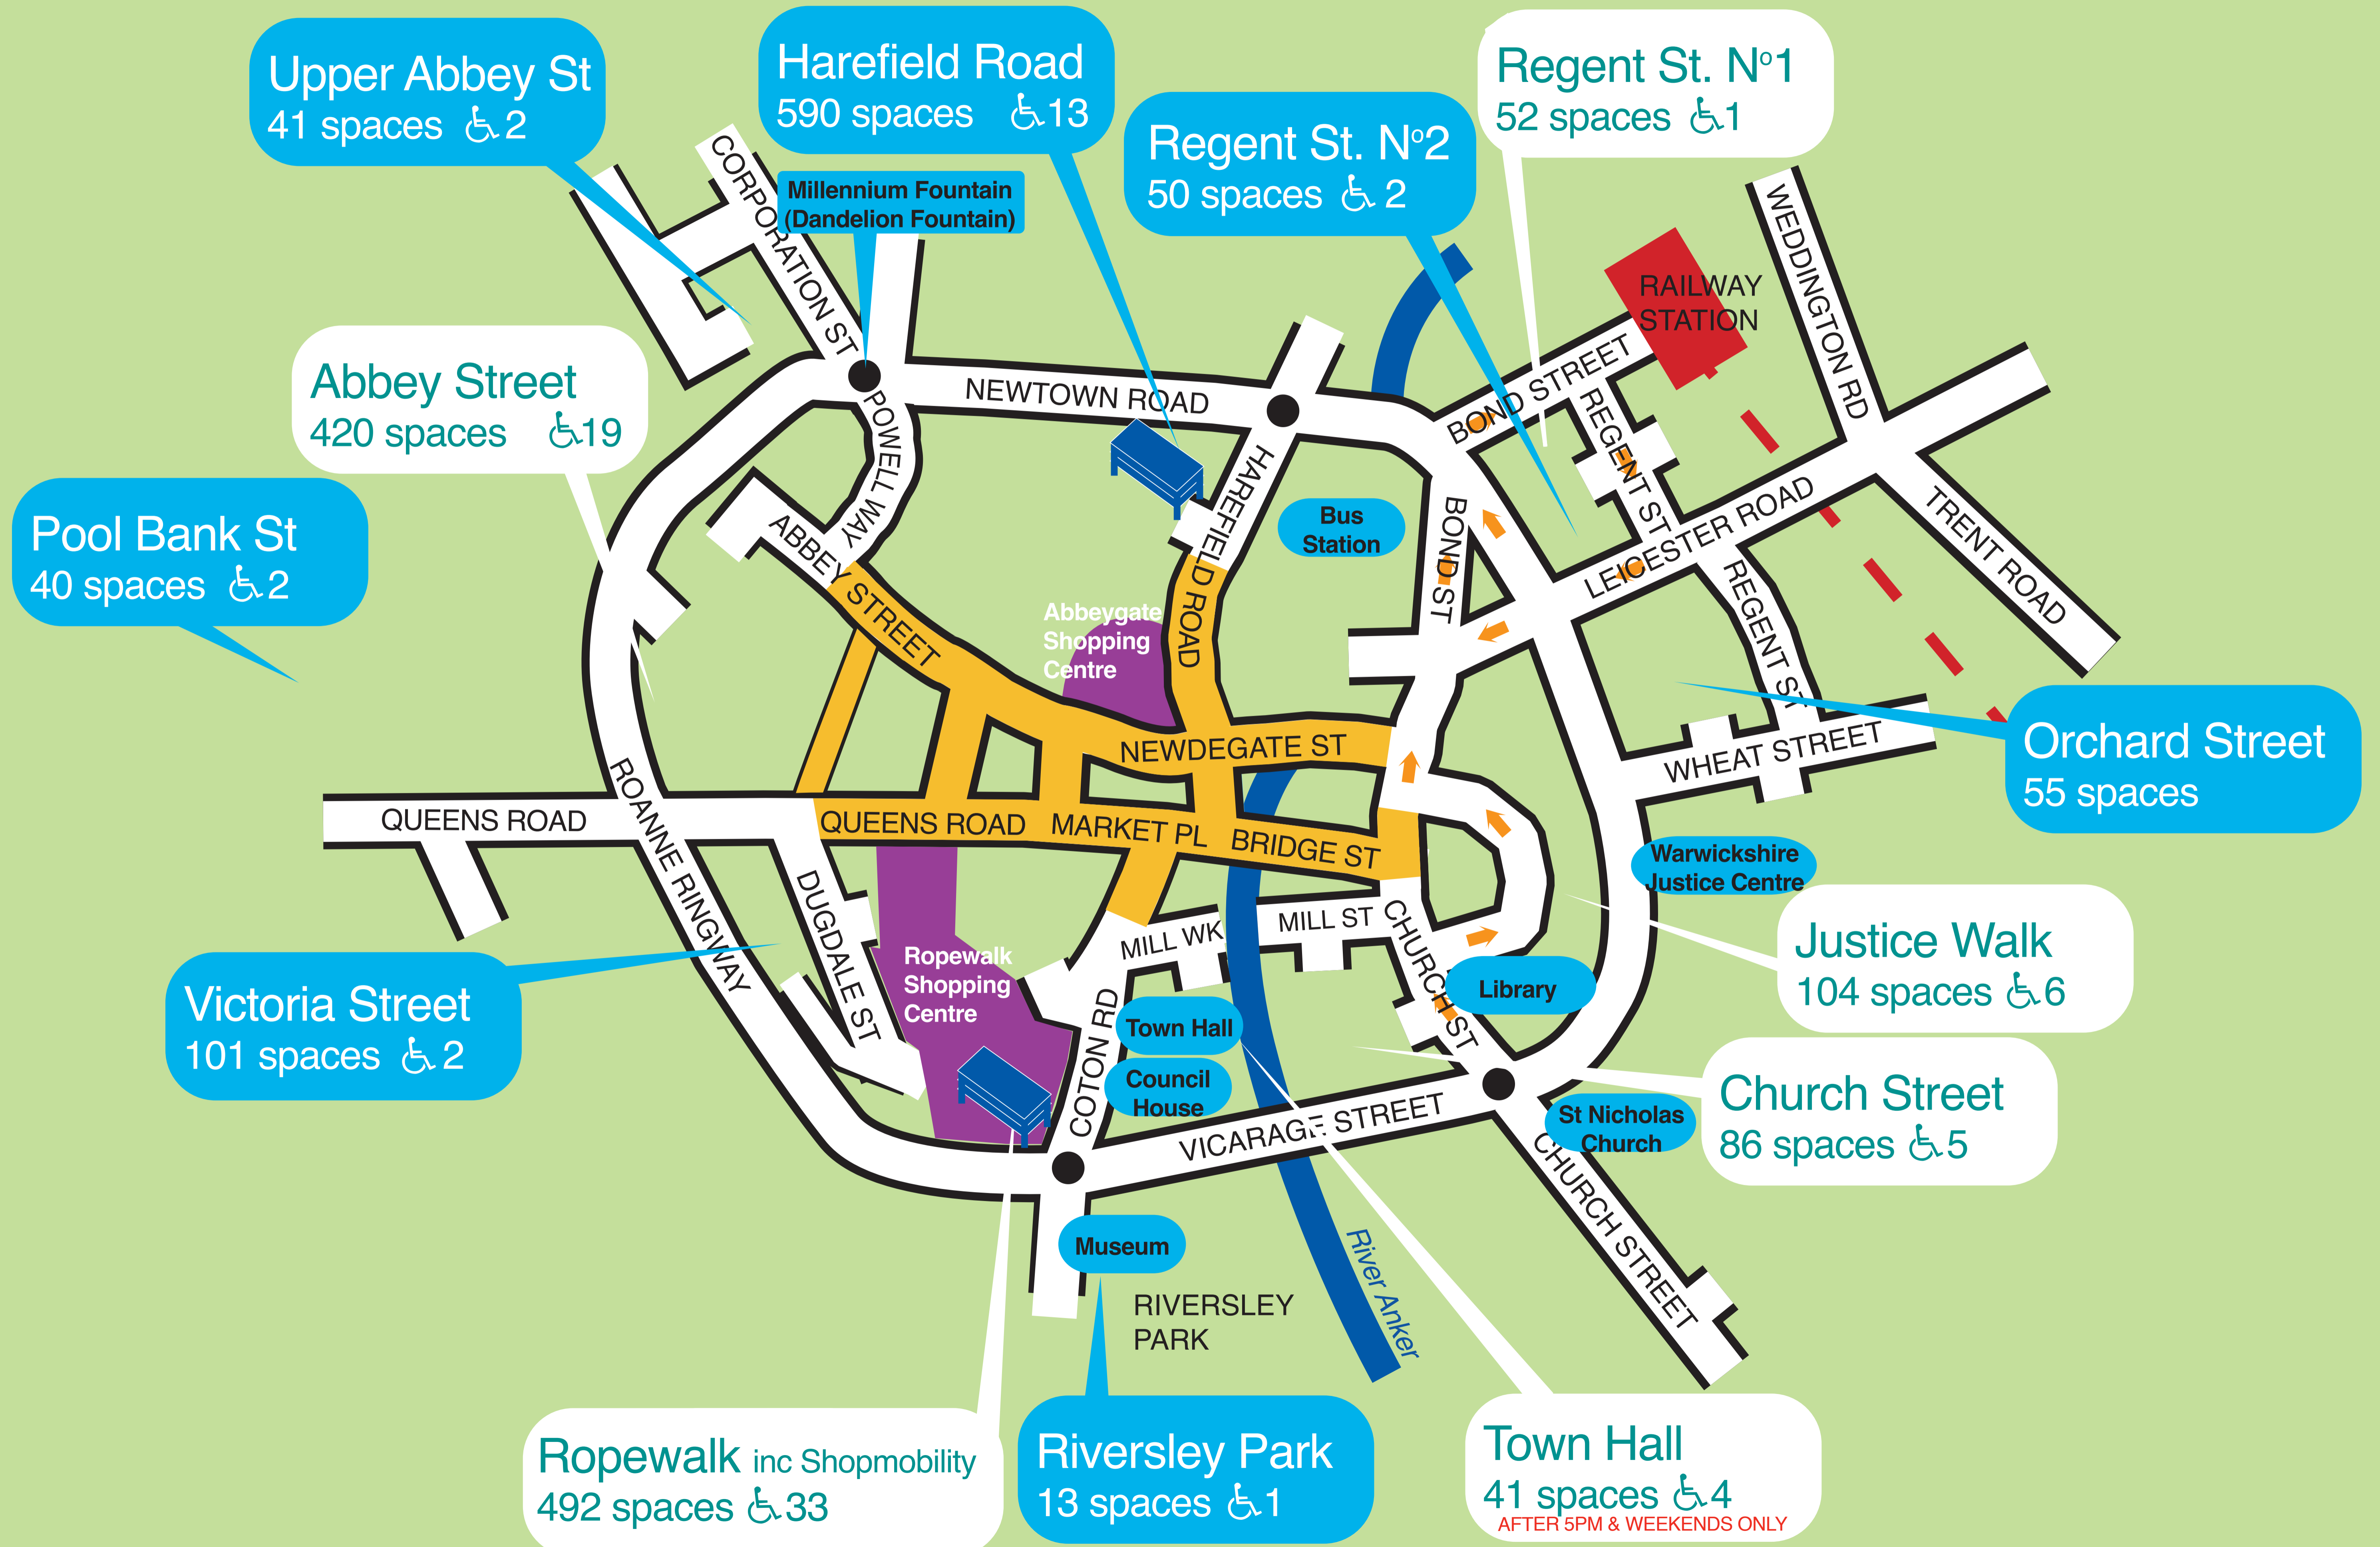 Upper Abbey St
41 spaces 2
Harefield Road
590 spaces 13
Regent St. Nº2
50 spaces 2
Regent St. Nº1
52 spaces 1
Millennium Fountain
(Dandelion Fountain)
CORPORATION ST
RAILWAY
STATION
WEDDINGTON RD
Abbey Street
420 spaces 19
NEWTOWN ROAD
POWELL WAY
BOND STREET
REGENT ST
Pool Bank St
40 spaces 2
ABBEY STREET
HAREFIELD ROAD
Bus
Station
BOND ST
LEICESTER ROAD
TRENT ROAD
REGENT ST
Abbeygate
Shopping
Centre
Orchard Street
55 spaces
NEWDEGATE ST
WHEAT STREET
ROANNE RINGWAY
QUEENS ROAD
QUEENS ROAD
MARKET PL
BRIDGE ST
Warwickshire
Justice Centre
DUGDALE ST
MILL WK
MILL ST
CHURCH ST
Justice Walk
104 spaces 6
Ropewalk
Shopping
Centre
Library
Victoria Street
101 spaces 2
COTON RD
Town Hall
Council
House
VICARAGE STREET
St Nicholas
Church
Church Street
86 spaces 5
CHURCH STREET
Museum
RIVERSLEY
PARK
River Anker
Ropewalk inc Shopmobility
492 spaces 33
Riversley Park
13 spaces 1
Town Hall
41 spaces 4
AFTER 5PM & WEEKENDS ONLY